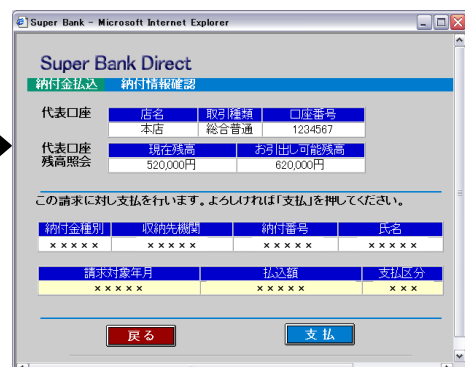 Super Bank - Microsoft Internet Explorer
Super Bank Direct
納付金払込 納付情報確認
代表口座 店名 取引種類 口座番号
本店 総合普通 1234567
代表口座 現在残高 お引出し可能残高
残高照会 520,000円 620,000円
この請求に対し支払を行います。よろしければ「支払」を押してください。
納付金種別 収納先機関 納付番号 氏名
××××× ××××× ××××× ×××××
請求対象年月 払込額 支払区分
××××× ××××× ×××
戻る 支払